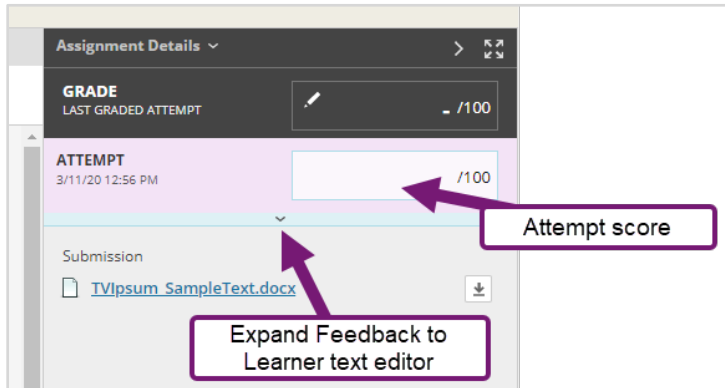 Assignment Details
GRADE
LAST GRADED ATTEMPT
- /100
ATTEMPT
3/11/20 12:56 PM
/100
Attempt score
Submission
TVIpsum_SampleText.docx
Expand Feedback to
Learner text editor